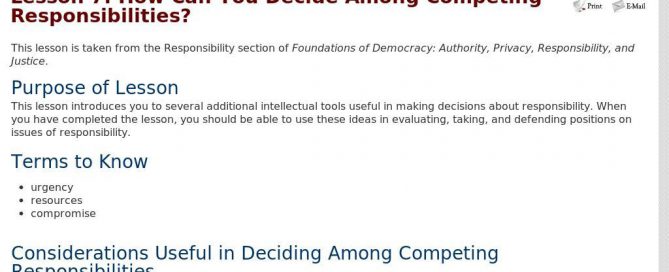 Lesson 7: How Can You Decide Among Competing
Responsibilities?
Print
E-Mail
This lesson is taken from the Responsibility section of Foundations of Democracy: Authority, Privacy, Responsibility, and
Justice.
Purpose of Lesson
This lesson introduces you to several additional intellectual tools useful in making decisions about responsibility. When
you have completed the lesson, you should be able to use these ideas in evaluating, taking, and defending positions on
issues of responsibility.
Terms to Know
• urgency
• resources
• compromise
Considerations Useful in Deciding Among Competing
Responsibilities